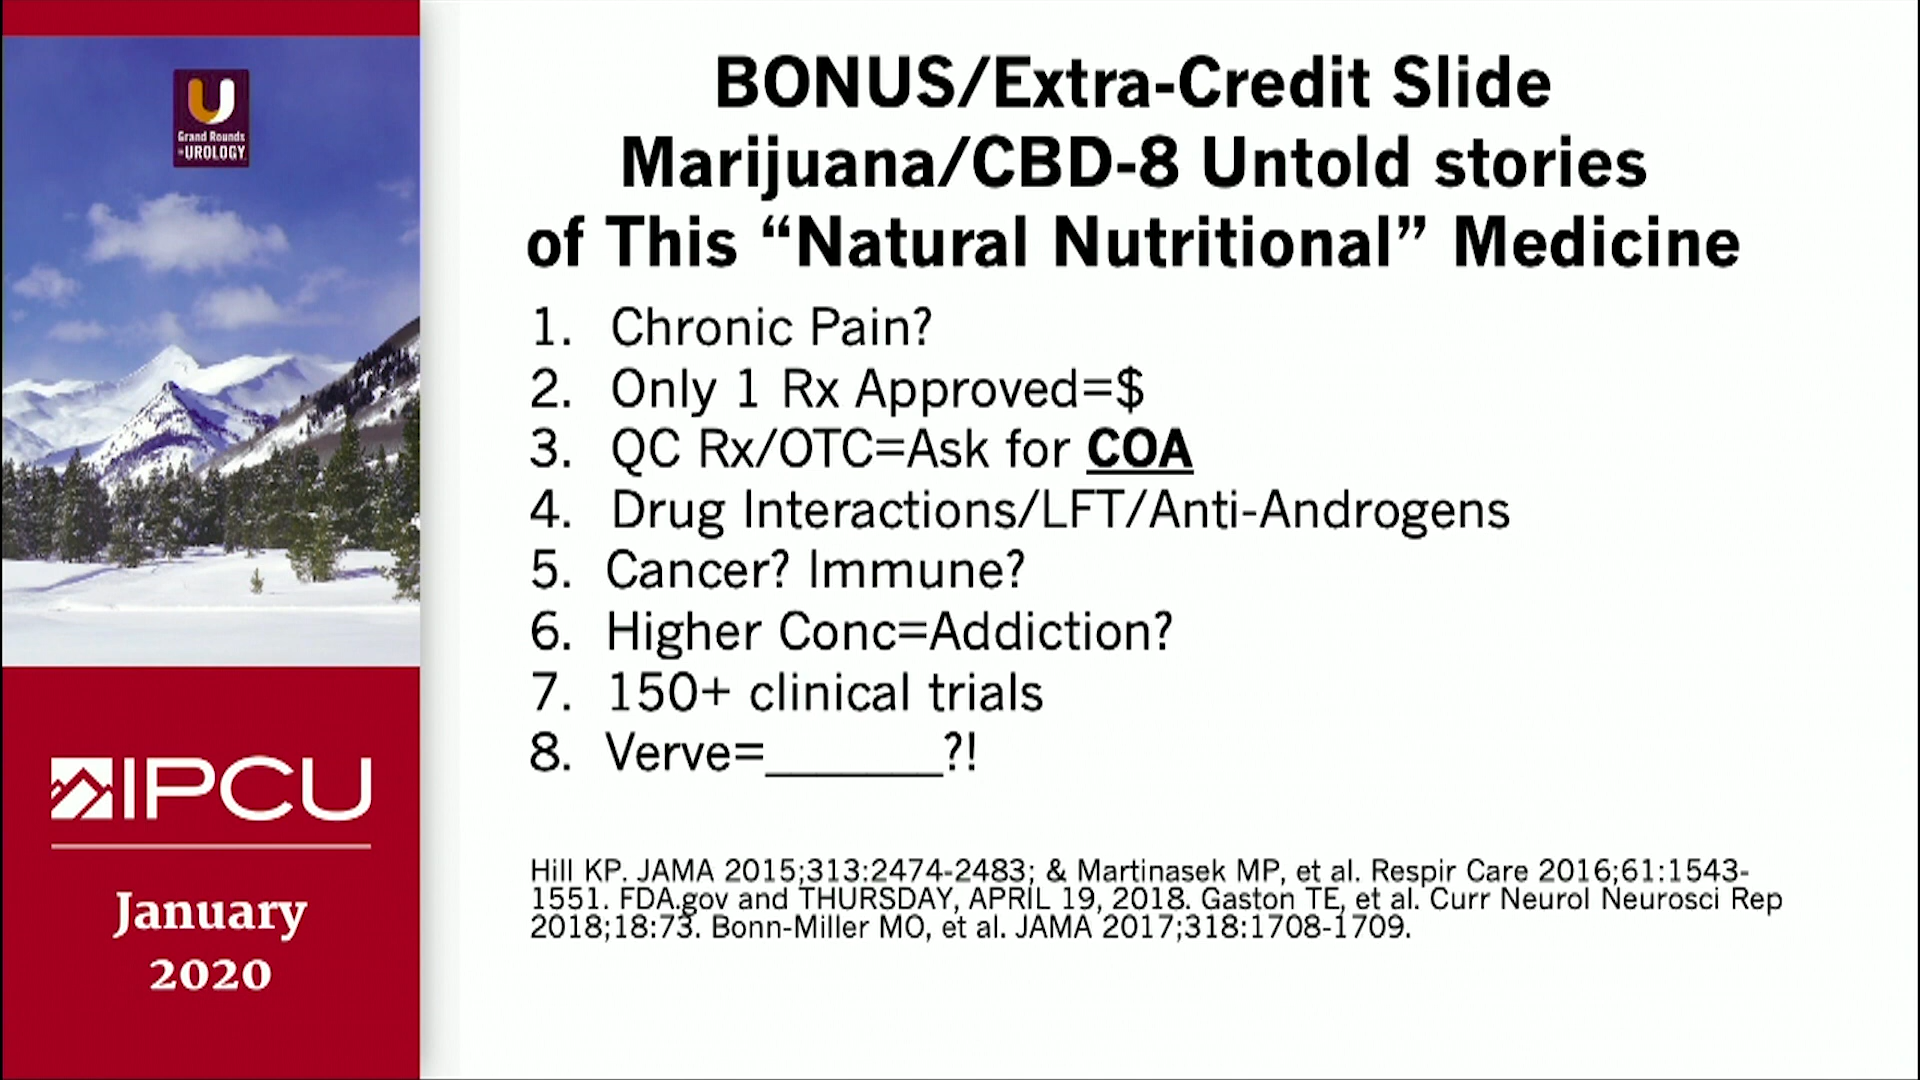 U
Grand Rounds
in UROLOGY
IPCU
January
2020
BONUS/Extra-Credit Slide
Marijuana/CBD-8 Untold stories
of This “Natural Nutritional” Medicine
1. Chronic Pain?
2. Only 1 Rx Approved=$
3. QC Rx/OTC=Ask for COA
4. Drug Interactions/LFT/Anti-Androgens
5. Cancer? Immune?
6. Higher Conc=Addiction?
7. 150+ clinical trials
8. Verve=_______?!
Hill KP. JAMA 2015;313:2474-2483; & Martinasek MP, et al. Respir Care 2016;61:1543-
1551. FDA.gov and THURSDAY, APRIL 19, 2018. Gaston TE, et al. Curr Neurol Neurosci Rep
2018;18:73. Bonn-Miller MO, et al. JAMA 2017;318:1708-1709.